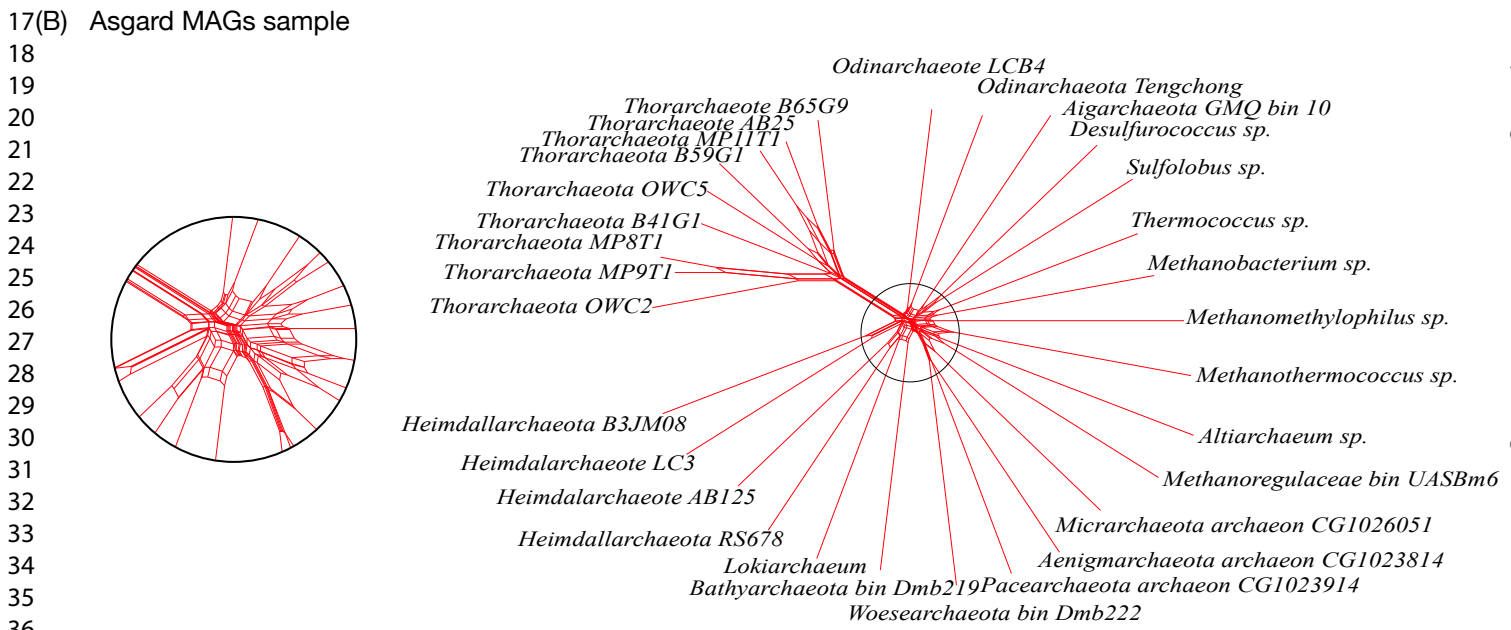 17(B) Asgard MAGs sample
18
19
20
21
22
23
24
25
26
27
28
29
30
31
32
33
34
35
36
Odinarchaeote LCB4
Odinarchaeota Tengchong
Aigarchaeota GMQ bin 10
Desulfurococcus sp.
Sulfolobus sp.
Thermococcus sp.
Methanobacterium sp.
Methanomethylophilus sp.
Methanothermococcus sp.
Altiarchaeum sp.
Methanoregulaceae bin UASBm6
Micrarchaeota archaeon CG1026051
Aenigmarchaeota archaeon CG1023814
Pacearchaeota archaeon CG1023914
Woesearchaeota bin Dmb222
Bathyarchaeota bin Dmb219
Lokiarchaeum
Heimdallarchaeota RS678
Heimdalarchaeote AB125
Heimdalarchaeote LC3
Heimdallarchaeota B3JM08
Thorarchaeota OWC2
Thorarchaeota MP9T1
Thorarchaeota MP8T1
Thorarchaeota B41G1
Thorarchaeota OWC5
Thorarchaeota B59G1
Thorarchaeota MP11T1
Thorarchaeote AB25
Thorarchaeote B65G9